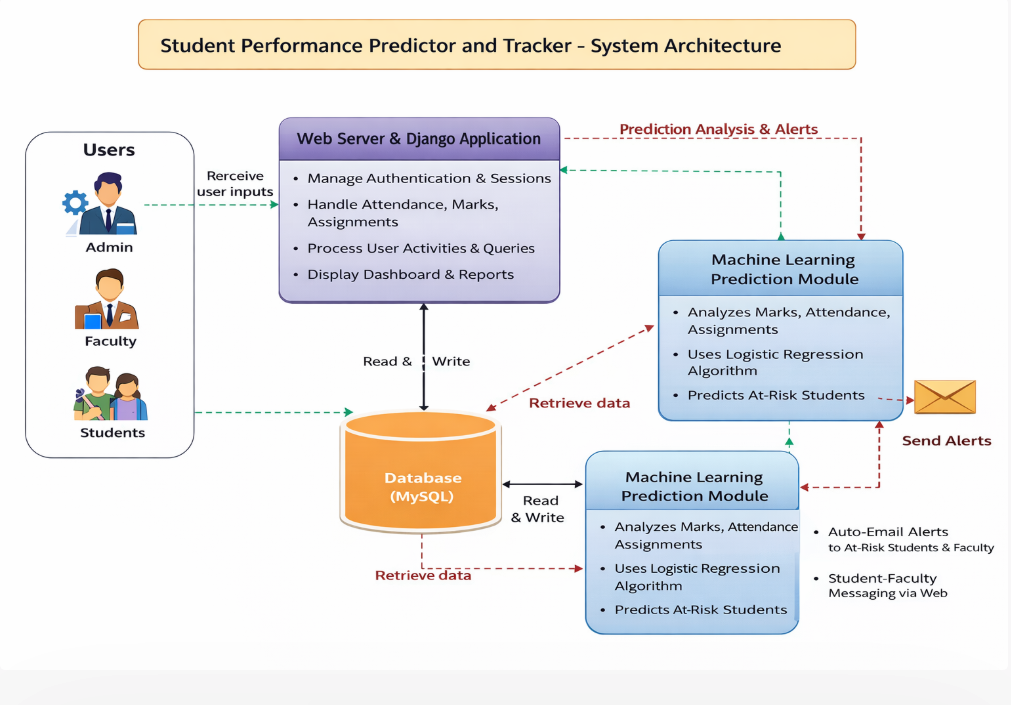 Student Performance Predictor and Tracker - System Architecture
Users
Admin
Faculty
Students
Rerceive
user inputs
Web Server & Django Application
• Manage Authentication & Sessions
• Handle Attendance, Marks,
Assignments
• Process User Activities & Queries
• Display Dashboard & Reports
Prediction Analysis & Alerts
Machine Learning
Prediction Module
• Analyzes Marks, Attendance,
Assignments
• Uses Logistic Regression
Algorithm
• Predicts At-Risk Students
Send Alerts
Read & Write
Retrieve data
Database
(MySQL)
Read
& Write
Retrieve data
Machine Learning
Prediction Module
• Analyzes Marks, Attendance
Assignments
• Uses Logistic Regression
Algorithm
• Predicts At-Risk Students
• Auto-Email Alerts
to At-Risk Students & Faculty
• Student-Faculty
Messaging via Web